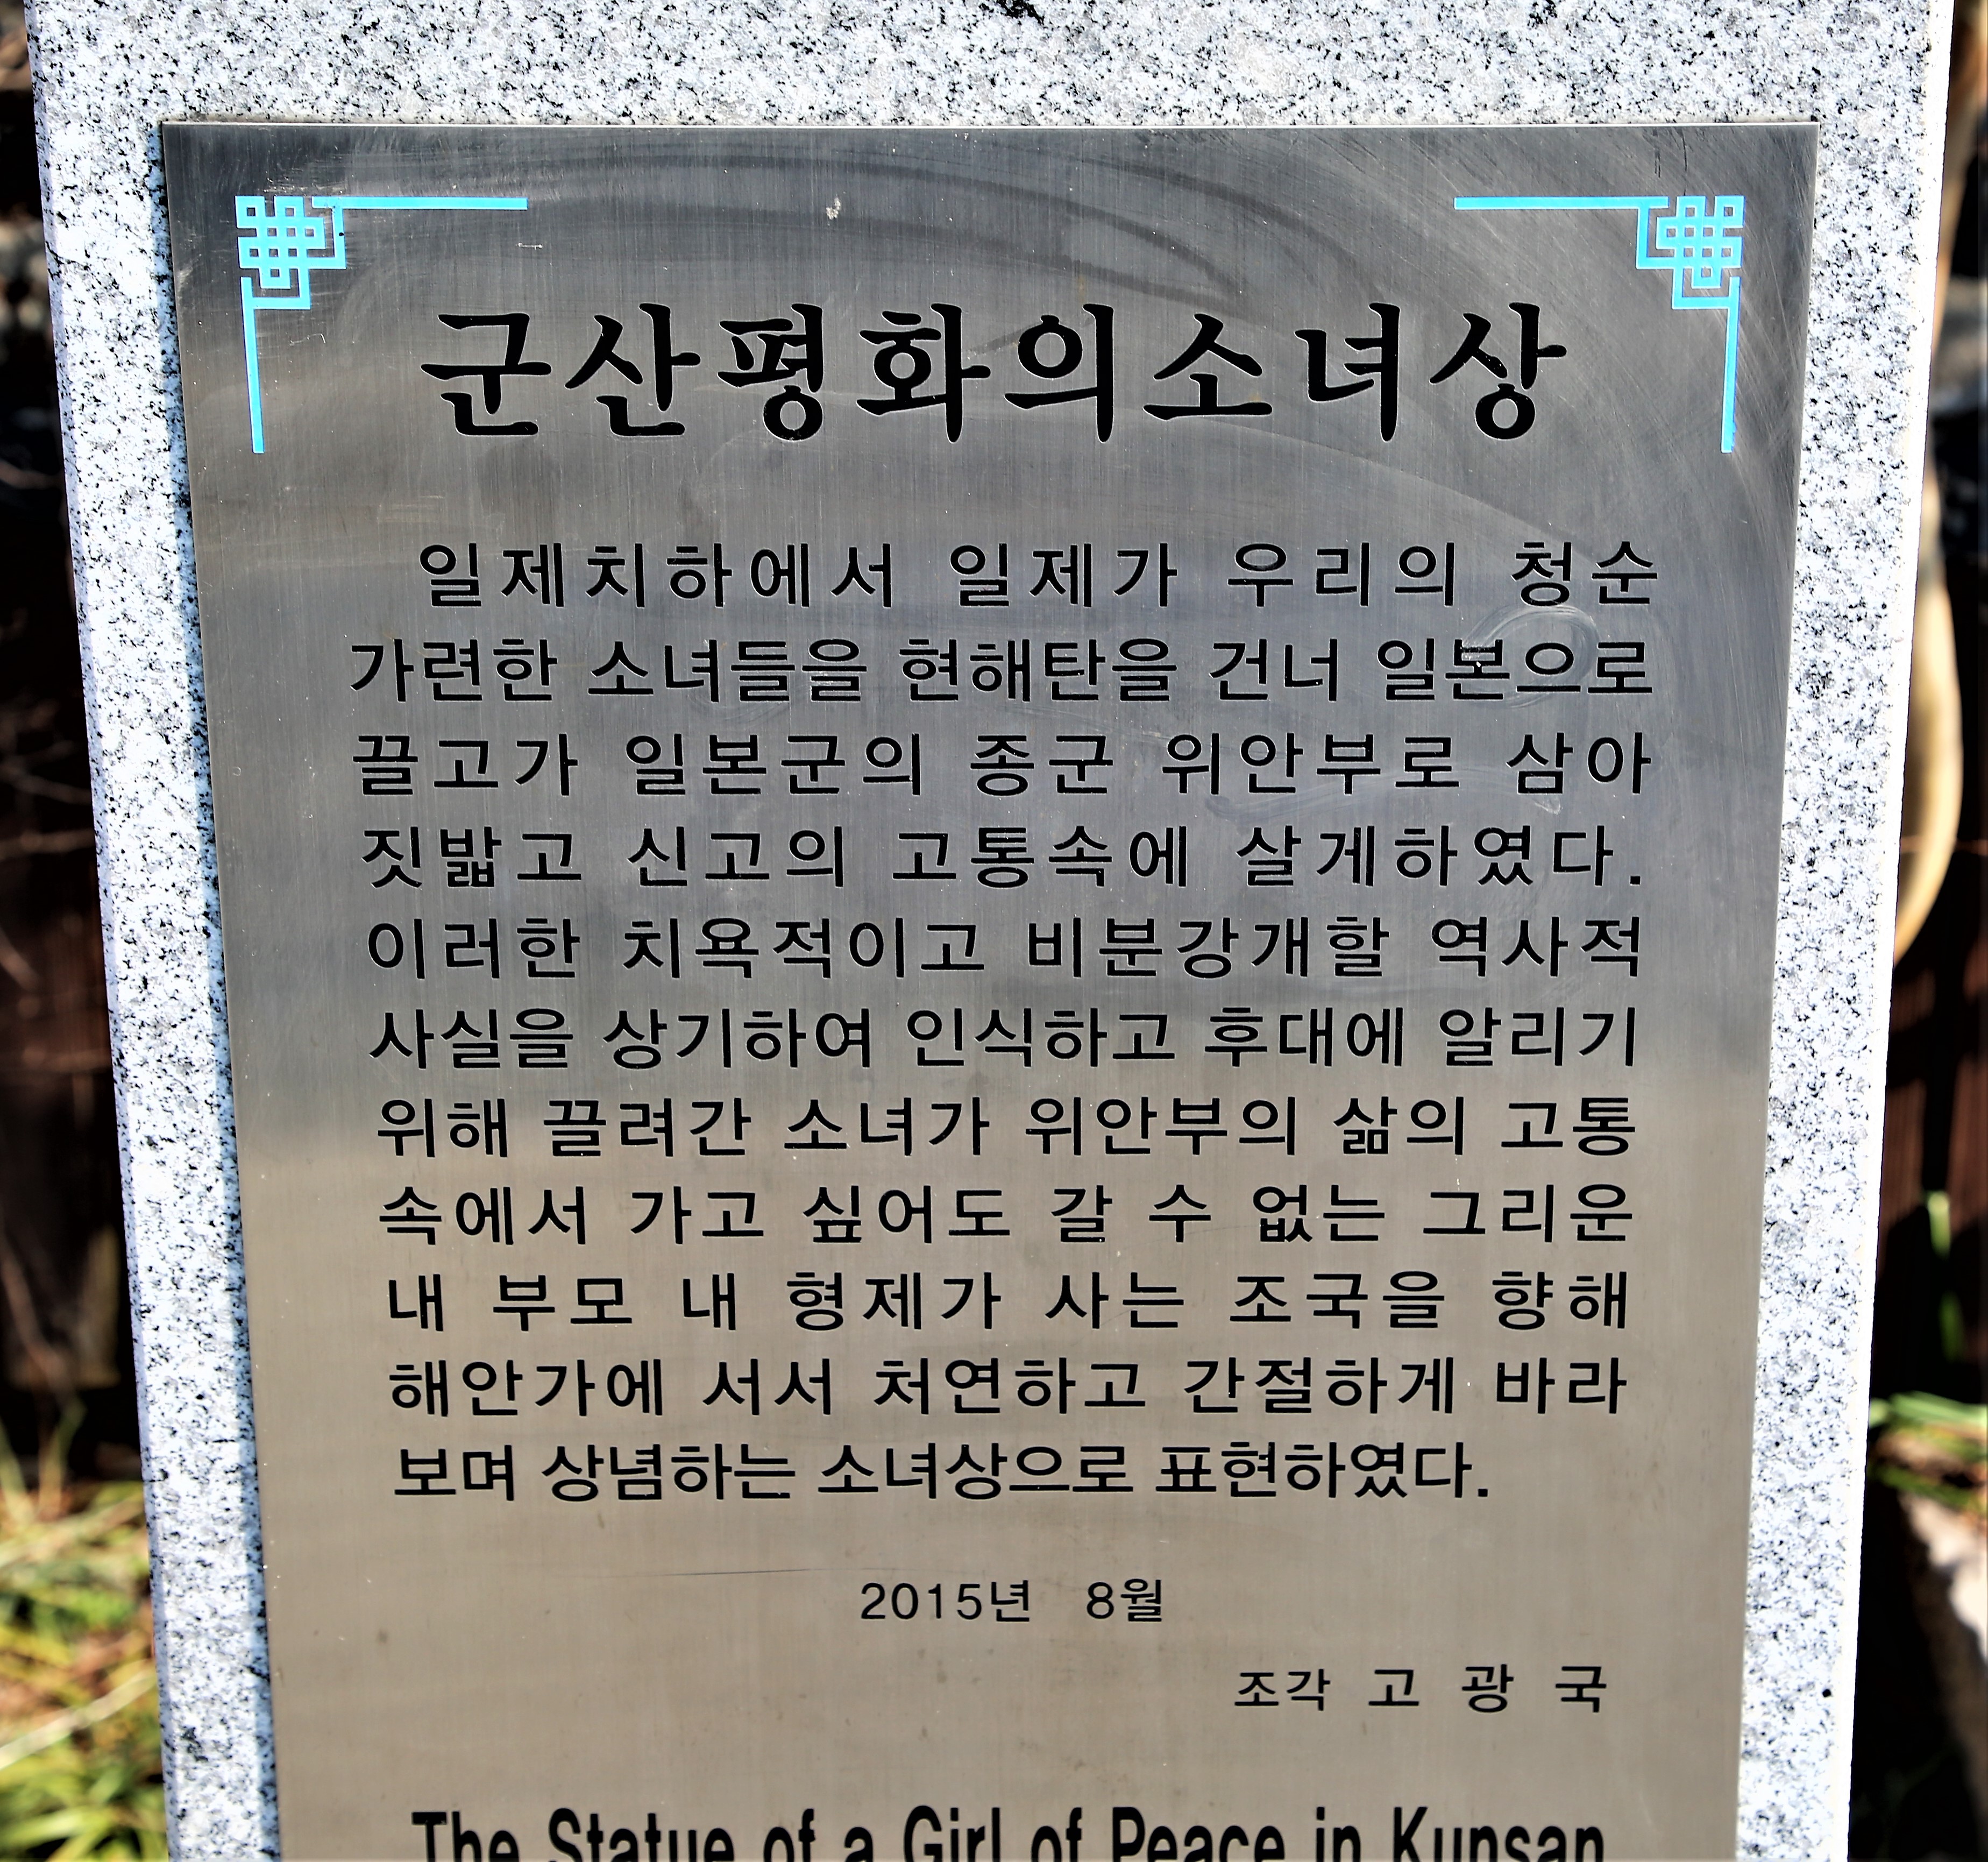 군산평화의소녀상
일제치하에서 일제가 우리의 청순
가련한 소녀들을 현해탄을 건너 일본으로
끌고가 일본군의 종군 위안부로 삼아
짓밟고 신고의 고통속에 살게하였다.
이러한 치욕적이고 비분강개할 역사적
사실을 상기하여 인식하고 후대에 알리기
위해 끌려간 소녀가 위안부의 삶의 고통
속에서 가고 싶어도 갈 수 없는 그리운
내 부모 내 형제가 사는 조국을 향해
해안가에 서서 처연하고 간절하게 바라
보며 상념하는 소녀상으로 표현하였다.
2015년 8월
조각 고 광 국
The Statue of a Girl of Peace in Kunsan